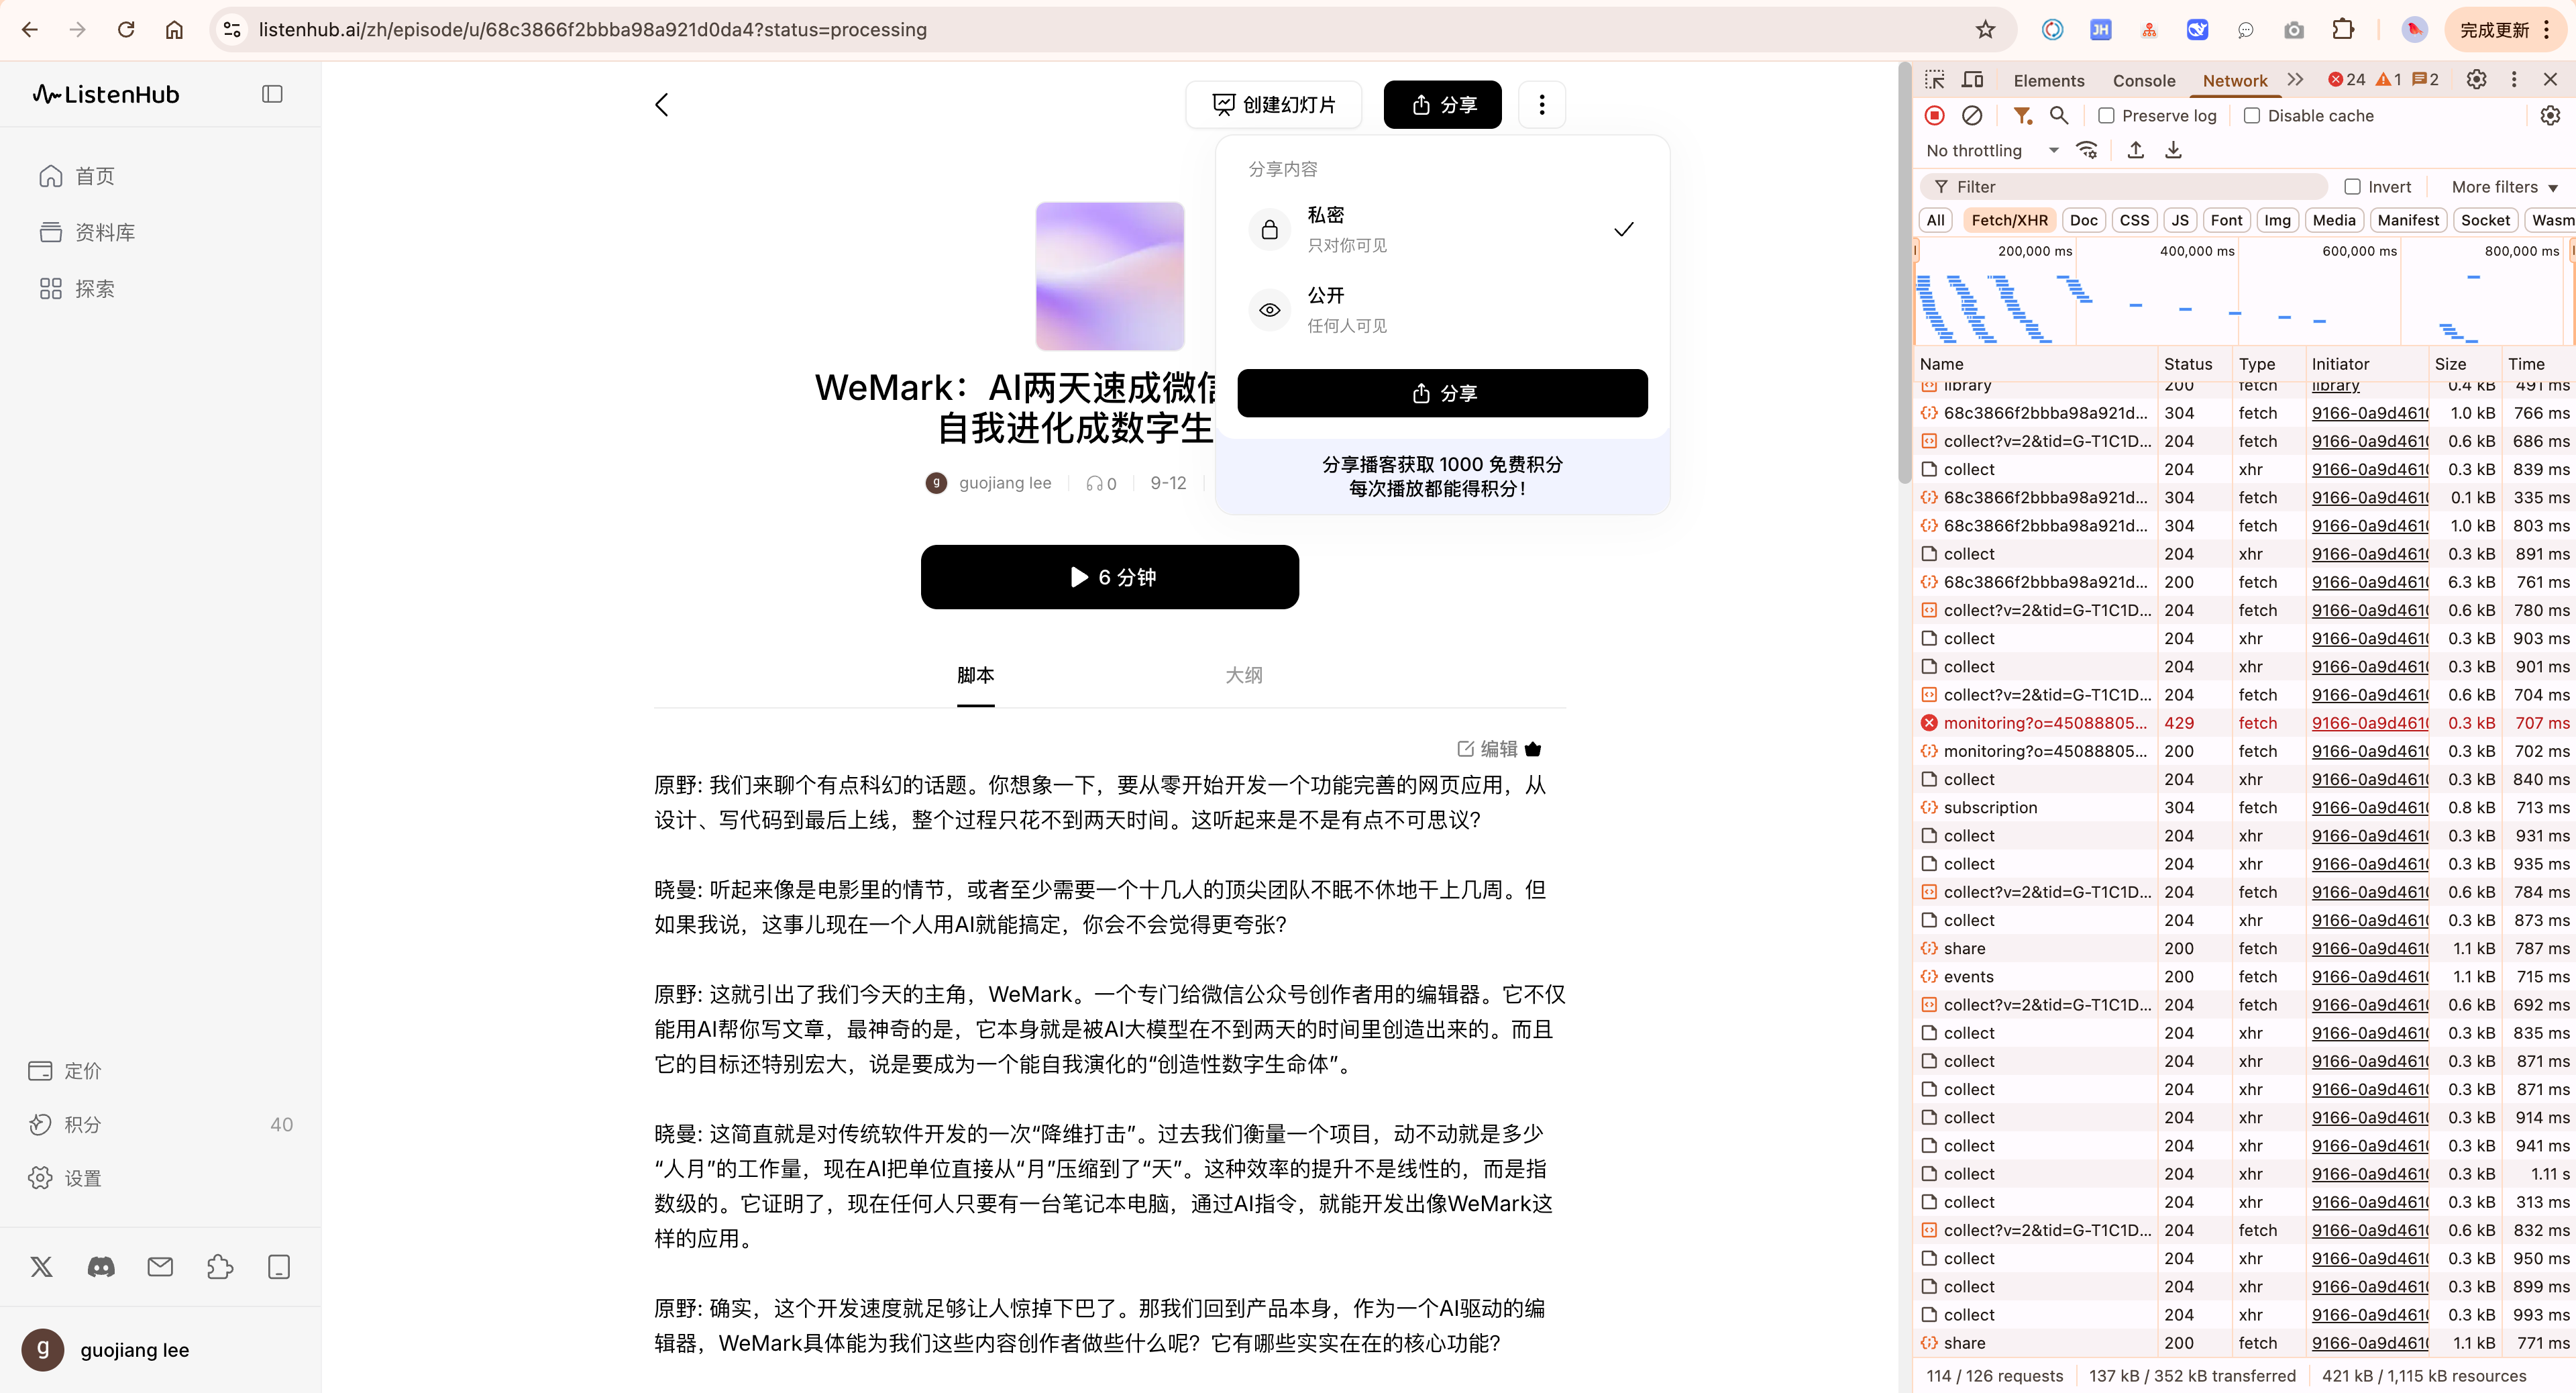 listenhub.ai/zh/episode/u/68c3866f2bbba98a921d0da4?status=processing
JH
完成更新
ListenHub
首页
资料库
探索
定价
积分 40
设置
g guojiang lee
创建幻灯片
分享
分享内容
私密
只对你可见
公开
任何人可见
分享
分享播客获取 1000 免费积分
每次播放都能得积分！
WeMark：AI两天速成微信
自我进化成数字生
g guojiang lee 0 9-12
6 分钟
脚本 大纲
编辑
原野: 我们来聊个有点科幻的话题。你想象一下，要从零开始开发一个功能完善的网页应用，从
设计、写代码到最后上线，整个过程只花不到两天时间。这听起来是不是有点不可思议？
晓曼: 听起来像是电影里的情节，或者至少需要一个十几人的顶尖团队不眠不休地干上几周。但
如果我说，这事儿现在一个人用AI就能搞定，你会不会觉得更夸张？
原野: 这就引出了我们今天的主角，WeMark。一个专门给微信公众号创作者用的编辑器。它不仅
能用AI帮你写文章，最神奇的是，它本身就是被AI大模型在不到两天的时间里创造出来的。而且
它的目标还特别宏大，说是要成为一个能自我演化的“创造性数字生命体”。
晓曼: 这简直就是对传统软件开发的一次“降维打击”。过去我们衡量一个项目，动不动就是多少
“人月”的工作量，现在AI把单位直接从“月”压缩到了“天”。这种效率的提升不是线性的，而是指
数级的。它证明了，现在任何人只要有一台笔记本电脑，通过AI指令，就能开发出像WeMark这
样的应用。
原野: 确实，这个开发速度就足够让人惊掉下巴了。那我们回到产品本身，作为一个AI驱动的编
辑器，WeMark具体能为我们这些内容创作者做些什么呢？它有哪些实实在在的核心功能？
Elements Console Network 24 1 2
Preserve log Disable cache
No throttling
Filter Invert More filters
All Fetch/XHR Doc CSS JS Font Img Media Manifest Socket Wasm
200,000 ms 400,000 ms 600,000 ms 800,000 ms
Name Status Type Initiator Size Time
library 200 fetch library 0.4 kB 491 ms
68c3866f2bbba98a921d... 304 fetch 9166-0a9d4610 1.0 kB 766 ms
collect?v=2&tid=G-T1C1D... 204 fetch 9166-0a9d4610 0.6 kB 686 ms
collect 204 xhr 9166-0a9d4610 0.3 kB 839 ms
68c3866f2bbba98a921d... 304 fetch 9166-0a9d4610 0.1 kB 335 ms
68c3866f2bbba98a921d... 304 fetch 9166-0a9d4610 1.0 kB 803 ms
collect 204 xhr 9166-0a9d4610 0.3 kB 891 ms
68c3866f2bbba98a921d... 200 fetch 9166-0a9d4610 6.3 kB 761 ms
collect?v=2&tid=G-T1C1D... 204 fetch 9166-0a9d4610 0.6 kB 780 ms
collect 204 xhr 9166-0a9d4610 0.3 kB 903 ms
collect 204 xhr 9166-0a9d4610 0.3 kB 901 ms
collect?v=2&tid=G-T1C1D... 204 fetch 9166-0a9d4610 0.6 kB 704 ms
monitoring?o=45088805... 429 fetch 9166-0a9d4610 0.3 kB 707 ms
monitoring?o=45088805... 200 fetch 9166-0a9d4610 0.3 kB 702 ms
collect 204 xhr 9166-0a9d4610 0.3 kB 840 ms
subscription 304 fetch 9166-0a9d4610 0.8 kB 713 ms
collect 204 xhr 9166-0a9d4610 0.3 kB 931 ms
collect 204 xhr 9166-0a9d4610 0.3 kB 935 ms
collect?v=2&tid=G-T1C1D... 204 fetch 9166-0a9d4610 0.6 kB 784 ms
collect 204 xhr 9166-0a9d4610 0.3 kB 873 ms
share 200 fetch 9166-0a9d4610 1.1 kB 787 ms
events 200 fetch 9166-0a9d4610 1.1 kB 715 ms
collect?v=2&tid=G-T1C1D... 204 fetch 9166-0a9d4610 0.6 kB 692 ms
collect 204 xhr 9166-0a9d4610 0.3 kB 835 ms
collect 204 xhr 9166-0a9d4610 0.3 kB 871 ms
collect 204 xhr 9166-0a9d4610 0.3 kB 871 ms
collect 204 xhr 9166-0a9d4610 0.3 kB 914 ms
collect 204 xhr 9166-0a9d4610 0.3 kB 941 ms
collect 204 xhr 9166-0a9d4610 0.3 kB 1.11 s
collect 204 xhr 9166-0a9d4610 0.3 kB 313 ms
collect?v=2&tid=G-T1C1D... 204 fetch 9166-0a9d4610 0.6 kB 832 ms
collect 204 xhr 9166-0a9d4610 0.3 kB 950 ms
collect 204 xhr 9166-0a9d4610 0.3 kB 899 ms
collect 204 xhr 9166-0a9d4610 0.3 kB 993 ms
share 200 fetch 9166-0a9d4610 1.1 kB 771 ms
114 / 126 requests 137 kB / 352 kB transferred 421 kB / 1,115 kB resources